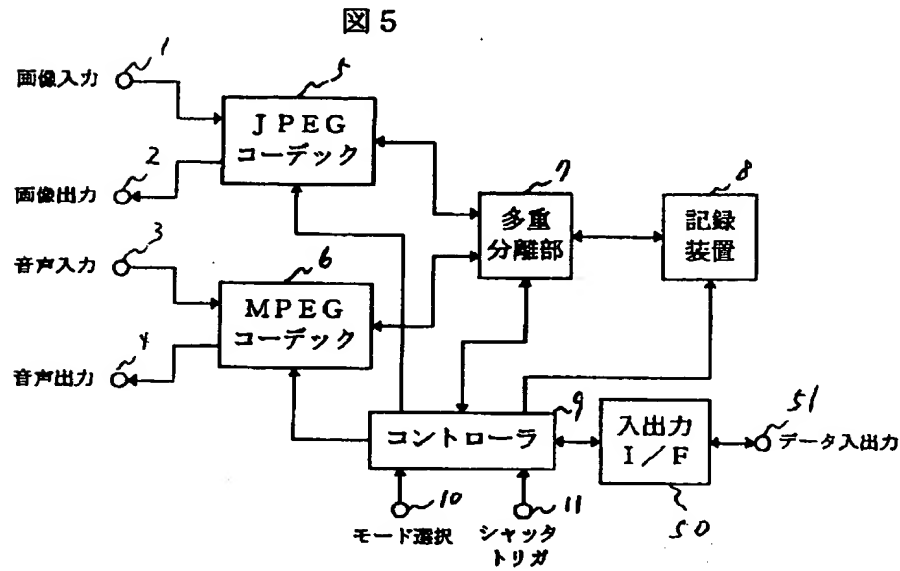 図5
1
画像入力
5
JPEG
コーデック
2
画像出力
7
多重
分離部
8
記録
装置
3
音声入力
6
MPEG
コーデック
4
音声出力
9
コントローラ
入出力
I/F
51
データ入出力
10
モード選択
11
シャッタ
トリガ
50